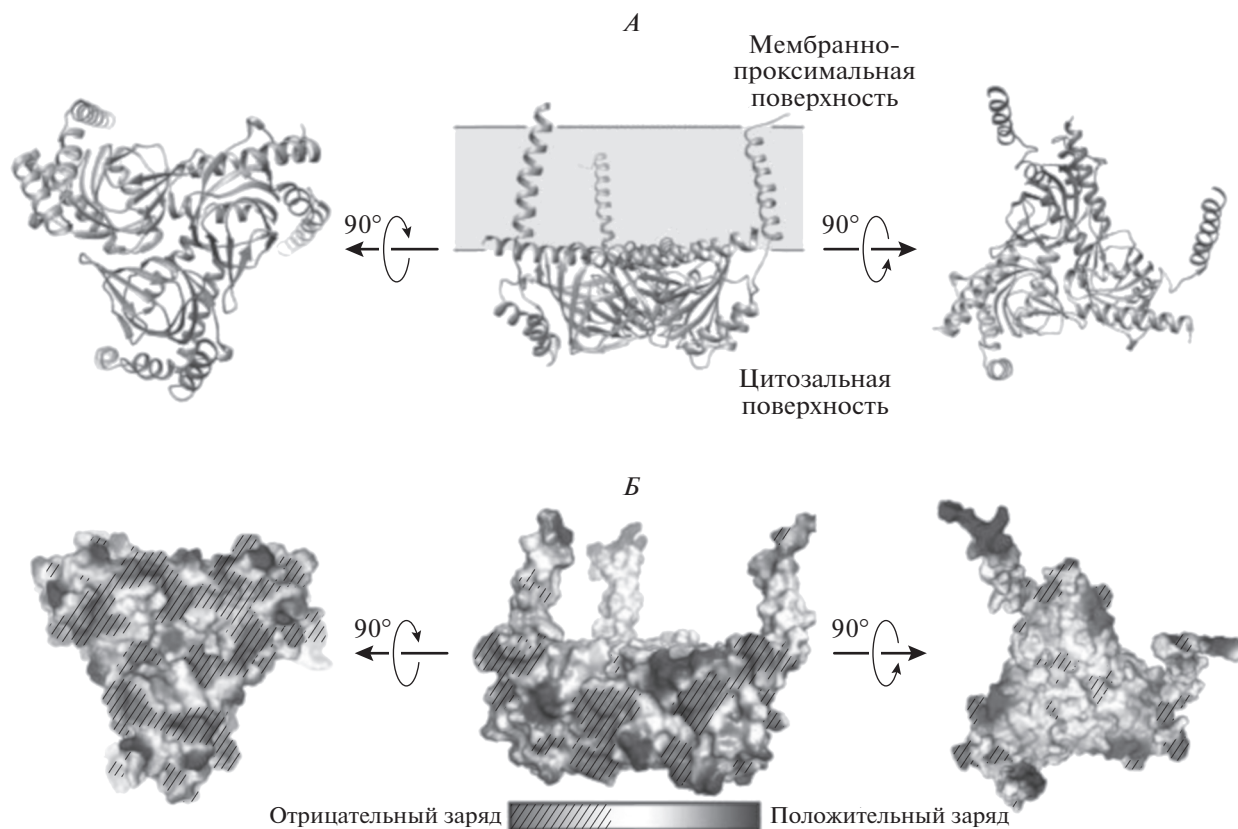 А
Мембранно-
проксимальная
поверхность
90°
90°
Цитозальная
поверхность
Б
90°
90°
Отрицательный заряд
Положительный заряд